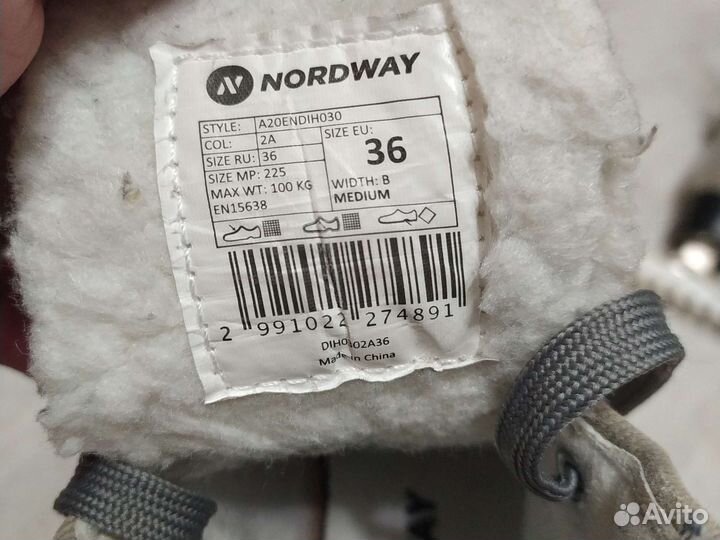 NORDWAY
STYLE: A20ENDIH030
COL: 2A
SIZE RU: 36
SIZE MP: 225
MAX WT: 100 KG
EN15638
SIZE EU:
36
WIDTH: B
MEDIUM
2 991022 274891
Made in China
Avito